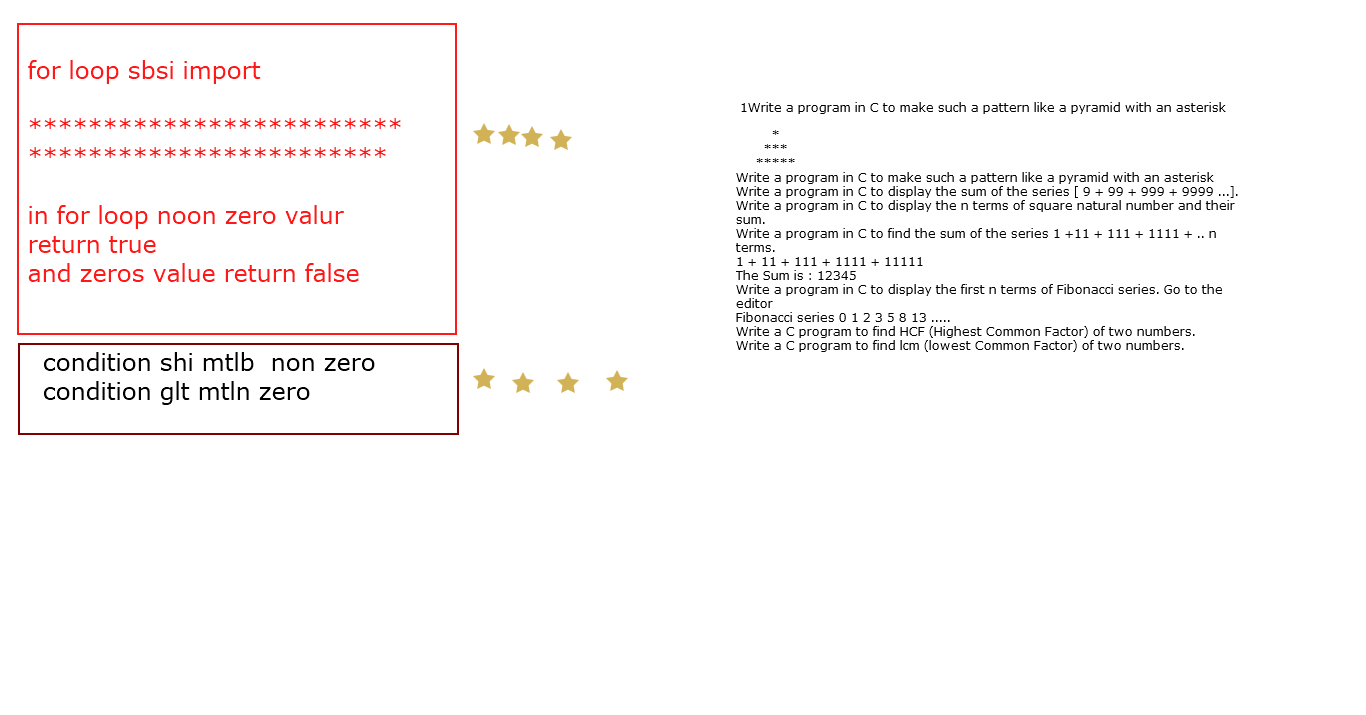 for loop sbsi import
*************************
************************
in for loop noon zero valur
return true
and zeros value return false
condition shi mtlb  non zero
condition glt mtln zero
1Write a program in C to make such a pattern like a pyramid with an asterisk
*
***
*****
Write a program in C to make such a pattern like a pyramid with an asterisk
Write a program in C to display the sum of the series [ 9 + 99 + 999 + 9999 ...].
Write a program in C to display the n terms of square natural number and their
sum.
Write a program in C to find the sum of the series 1 +11 + 111 + 1111 + .. n
terms.
1 + 11 + 111 + 1111 + 11111
The Sum is : 12345
Write a program in C to display the first n terms of Fibonacci series. Go to the
editor
Fibonacci series 0 1 2 3 5 8 13 .....
Write a C program to find HCF (Highest Common Factor) of two numbers.
Write a C program to find lcm (lowest Common Factor) of two numbers.